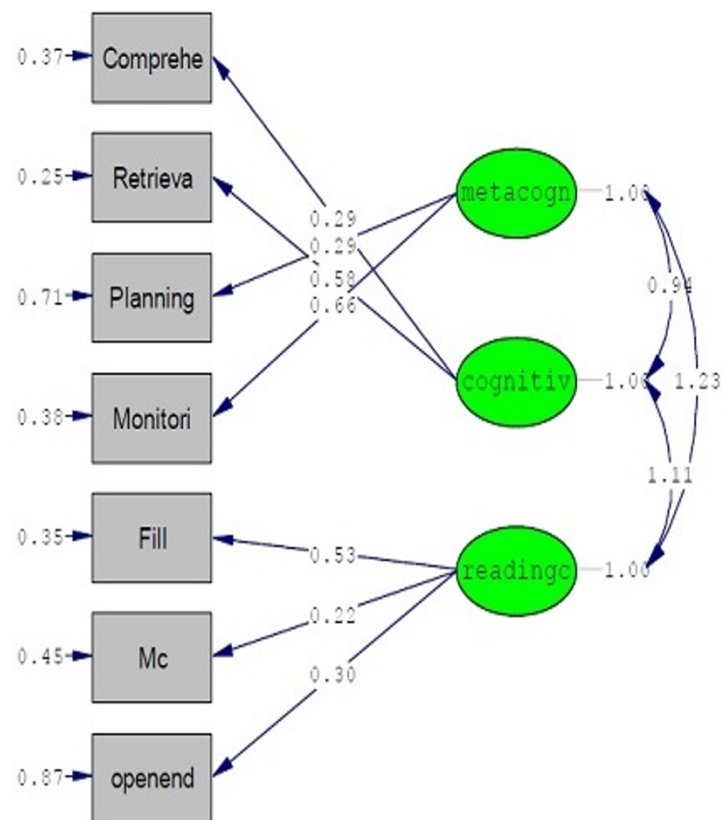 0.37
Comprehe
0.25
Retrieva
0.71
Planning
0.38
Monitori
0.35
Fill
0.45
Mc
0.87
openend
0.29
0.29
0.58
0.66
0.53
0.22
0.30
metacogn
1.00
cognitiv
1.00
readingc
1.00
0.94
1.23
1.11